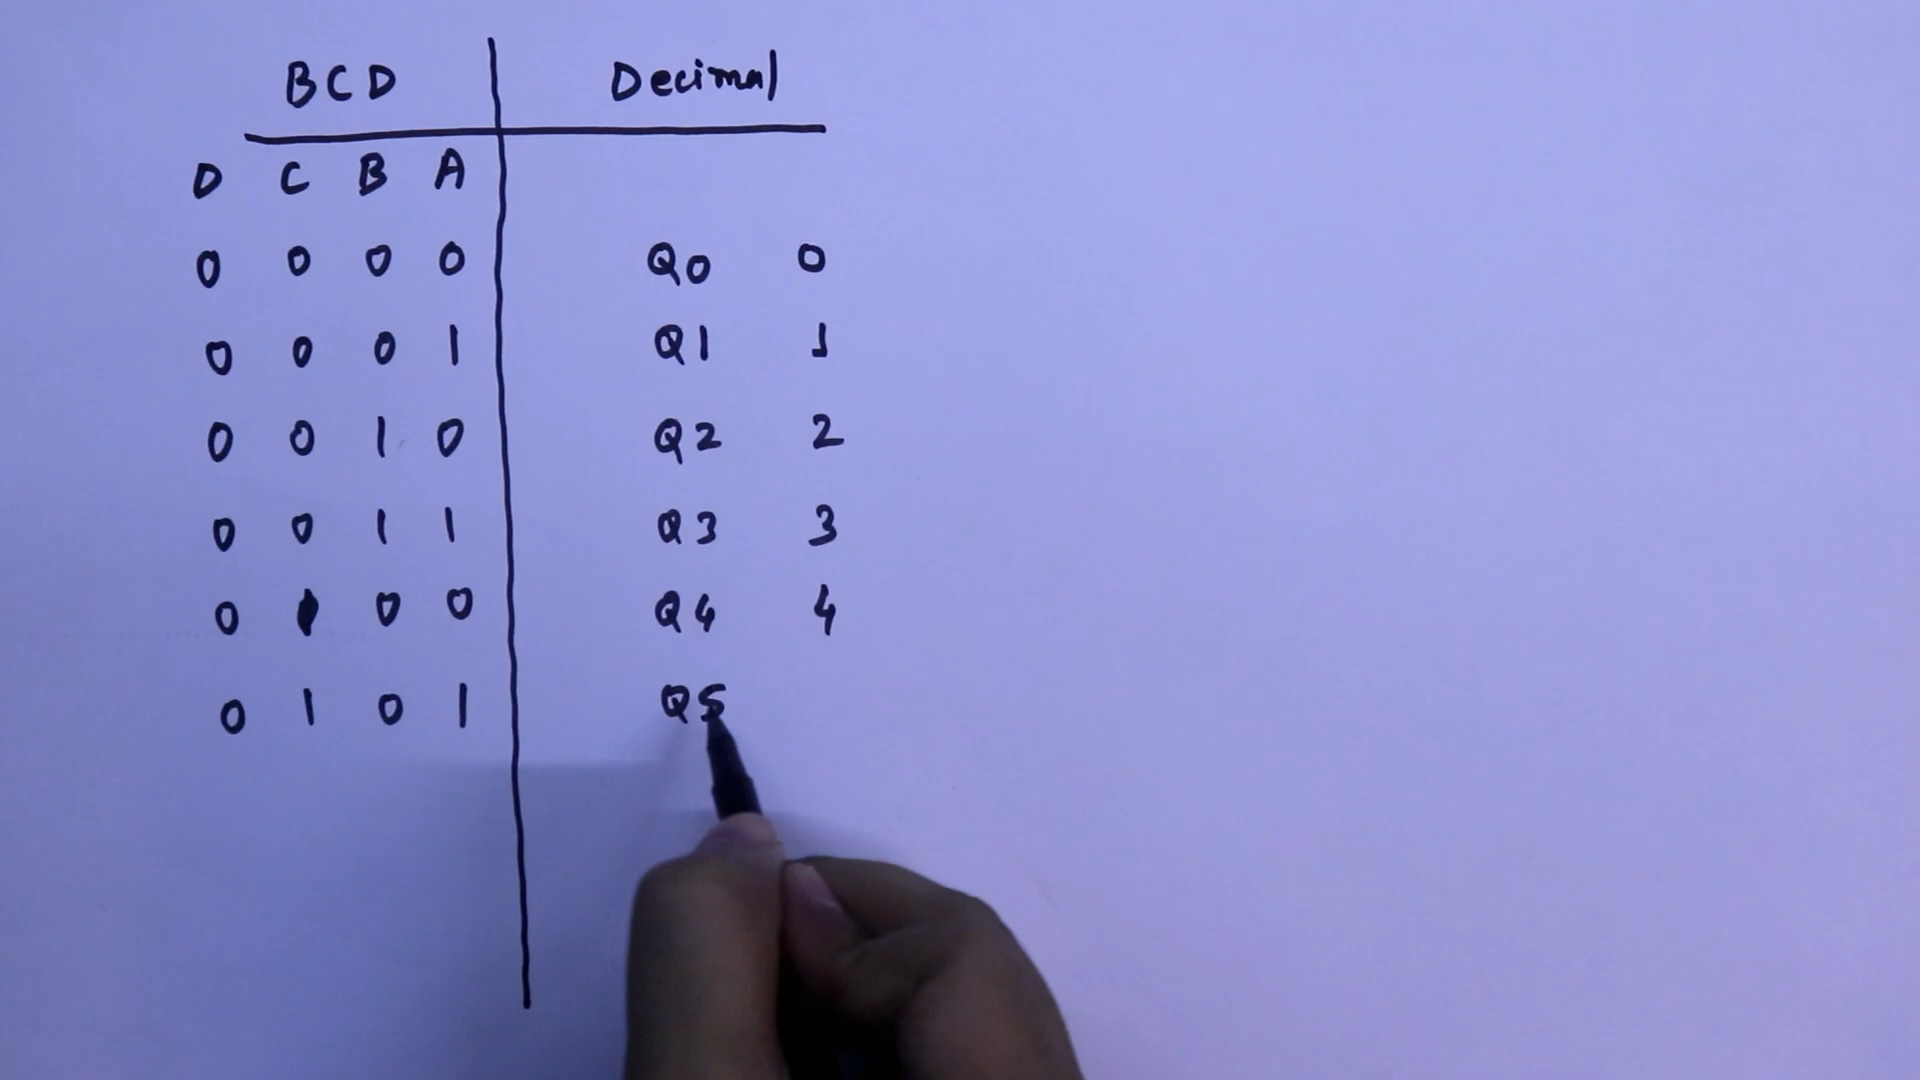 BCD Decimal
D C B A
0 0 0 0 Q0 0
0 0 0 1 Q1 1
0 0 1 0 Q2 2
0 0 1 1 Q3 3
0 1 0 0 Q4 4
0 1 0 1 Q5